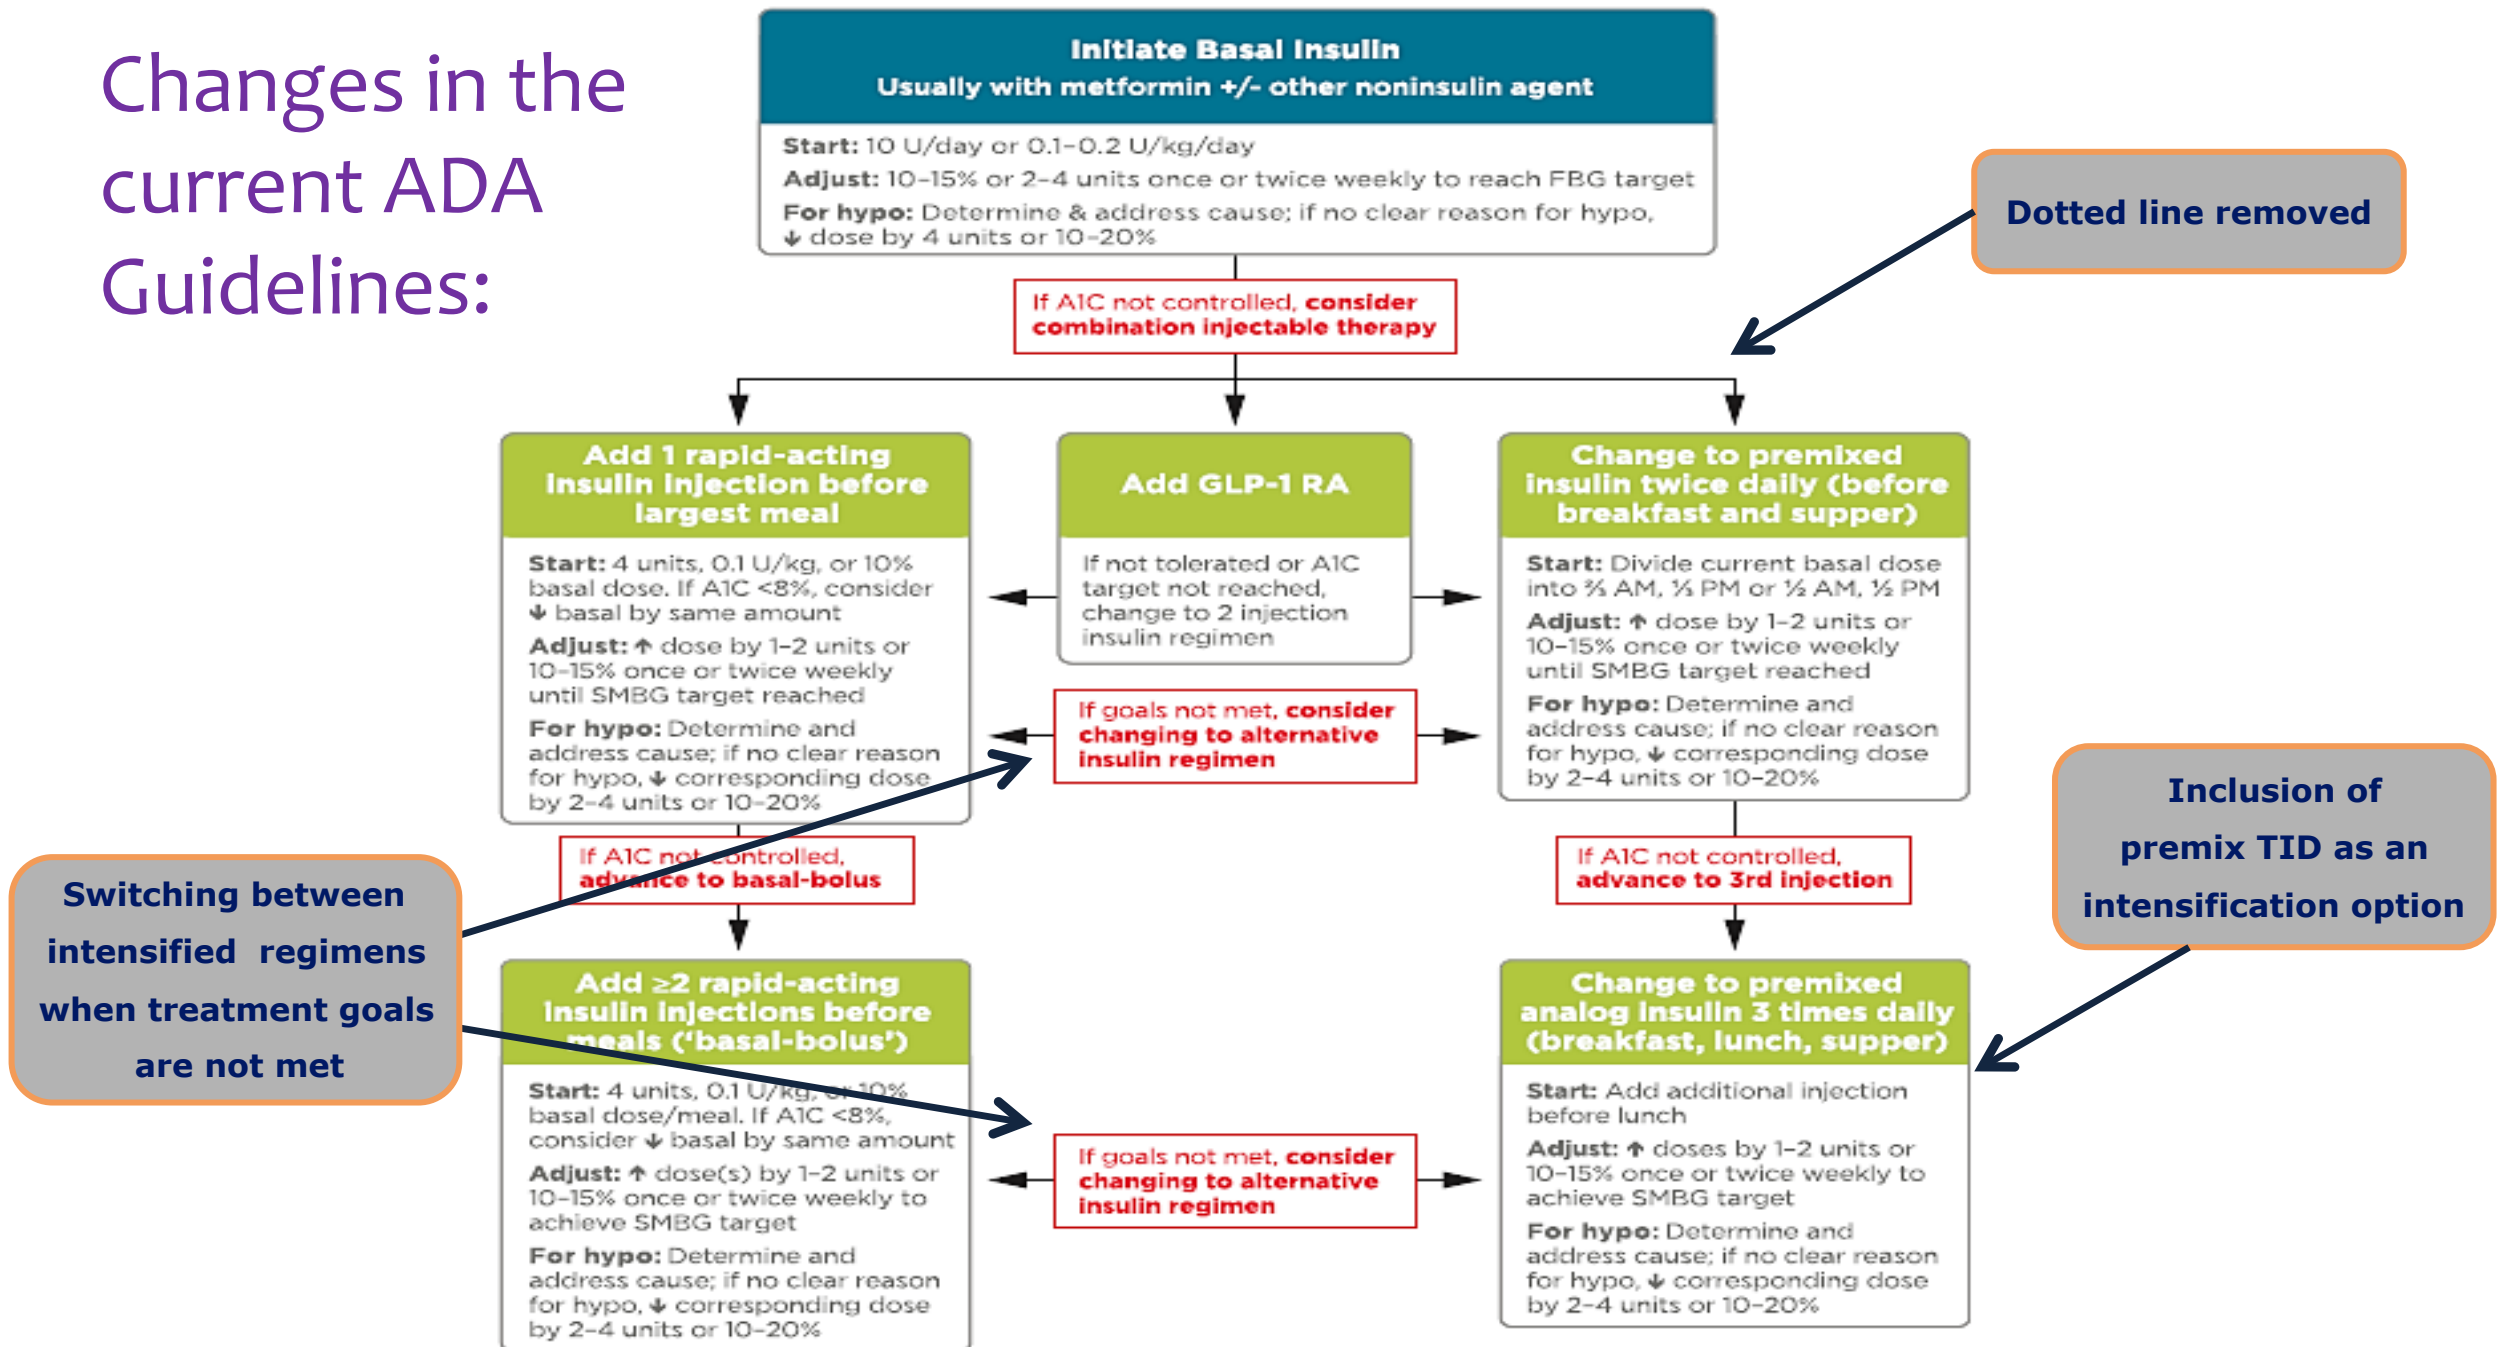 Changes in the
current ADA
Guidelines:
Initiate Basal Insulin
Usually with metformin +/- other noninsulin agent
Start: 10 U/day or 0.1–0.2 U/kg/day
Adjust: 10–15% or 2–4 units once or twice weekly to reach FBG target
For hypo: Determine & address cause; if no clear reason for hypo,
↓ dose by 4 units or 10–20%
Dotted line removed
If A1C not controlled, consider
combination injectable therapy
Add 1 rapid-acting
insulin injection before
largest meal
Start: 4 units, 0.1 U/kg, or 10%
basal dose. If A1C <8%, consider
↓ basal by same amount
Adjust: ↑ dose by 1–2 units or
10–15% once or twice weekly
until SMBG target reached
For hypo: Determine and
address cause; if no clear reason
for hypo, ↓ corresponding dose
by 2–4 units or 10–20%
Add GLP-1 RA
If not tolerated or A1C
target not reached,
change to 2 injection
insulin regimen
Change to premixed
insulin twice daily (before
breakfast and supper)
Start: Divide current basal dose
into ⅔ AM, ⅓ PM or ½ AM, ½ PM
Adjust: ↑ dose by 1–2 units or
10–15% once or twice weekly
until SMBG target reached
For hypo: Determine and
address cause; if no clear reason
for hypo, ↓ corresponding dose
by 2–4 units or 10–20%
If goals not met, consider
changing to alternative
insulin regimen
Inclusion of
premix TID as an
intensification option
Switching between
intensified regimens
when treatment goals
are not met
If A1C not controlled,
advance to basal-bolus
If A1C not controlled,
advance to 3rd injection
Add ≥2 rapid-acting
insulin injections before
meals (‘basal-bolus’)
Start: 4 units, 0.1 U/kg, or 10%
basal dose/meal. If A1C <8%,
consider ↓ basal by same amount
Adjust: ↑ dose(s) by 1–2 units or
10–15% once or twice weekly to
achieve SMBG target
For hypo: Determine and
address cause; if no clear reason
for hypo, ↓ corresponding dose
by 2–4 units or 10–20%
If goals not met, consider
changing to alternative
insulin regimen
Change to premixed
analog insulin 3 times daily
(breakfast, lunch, supper)
Start: Add additional injection
before lunch
Adjust: ↑ doses by 1–2 units or
10–15% once or twice weekly to
achieve SMBG target
For hypo: Determine and
address cause; if no clear reason
for hypo, ↓ corresponding dose
by 2–4 units or 10–20%